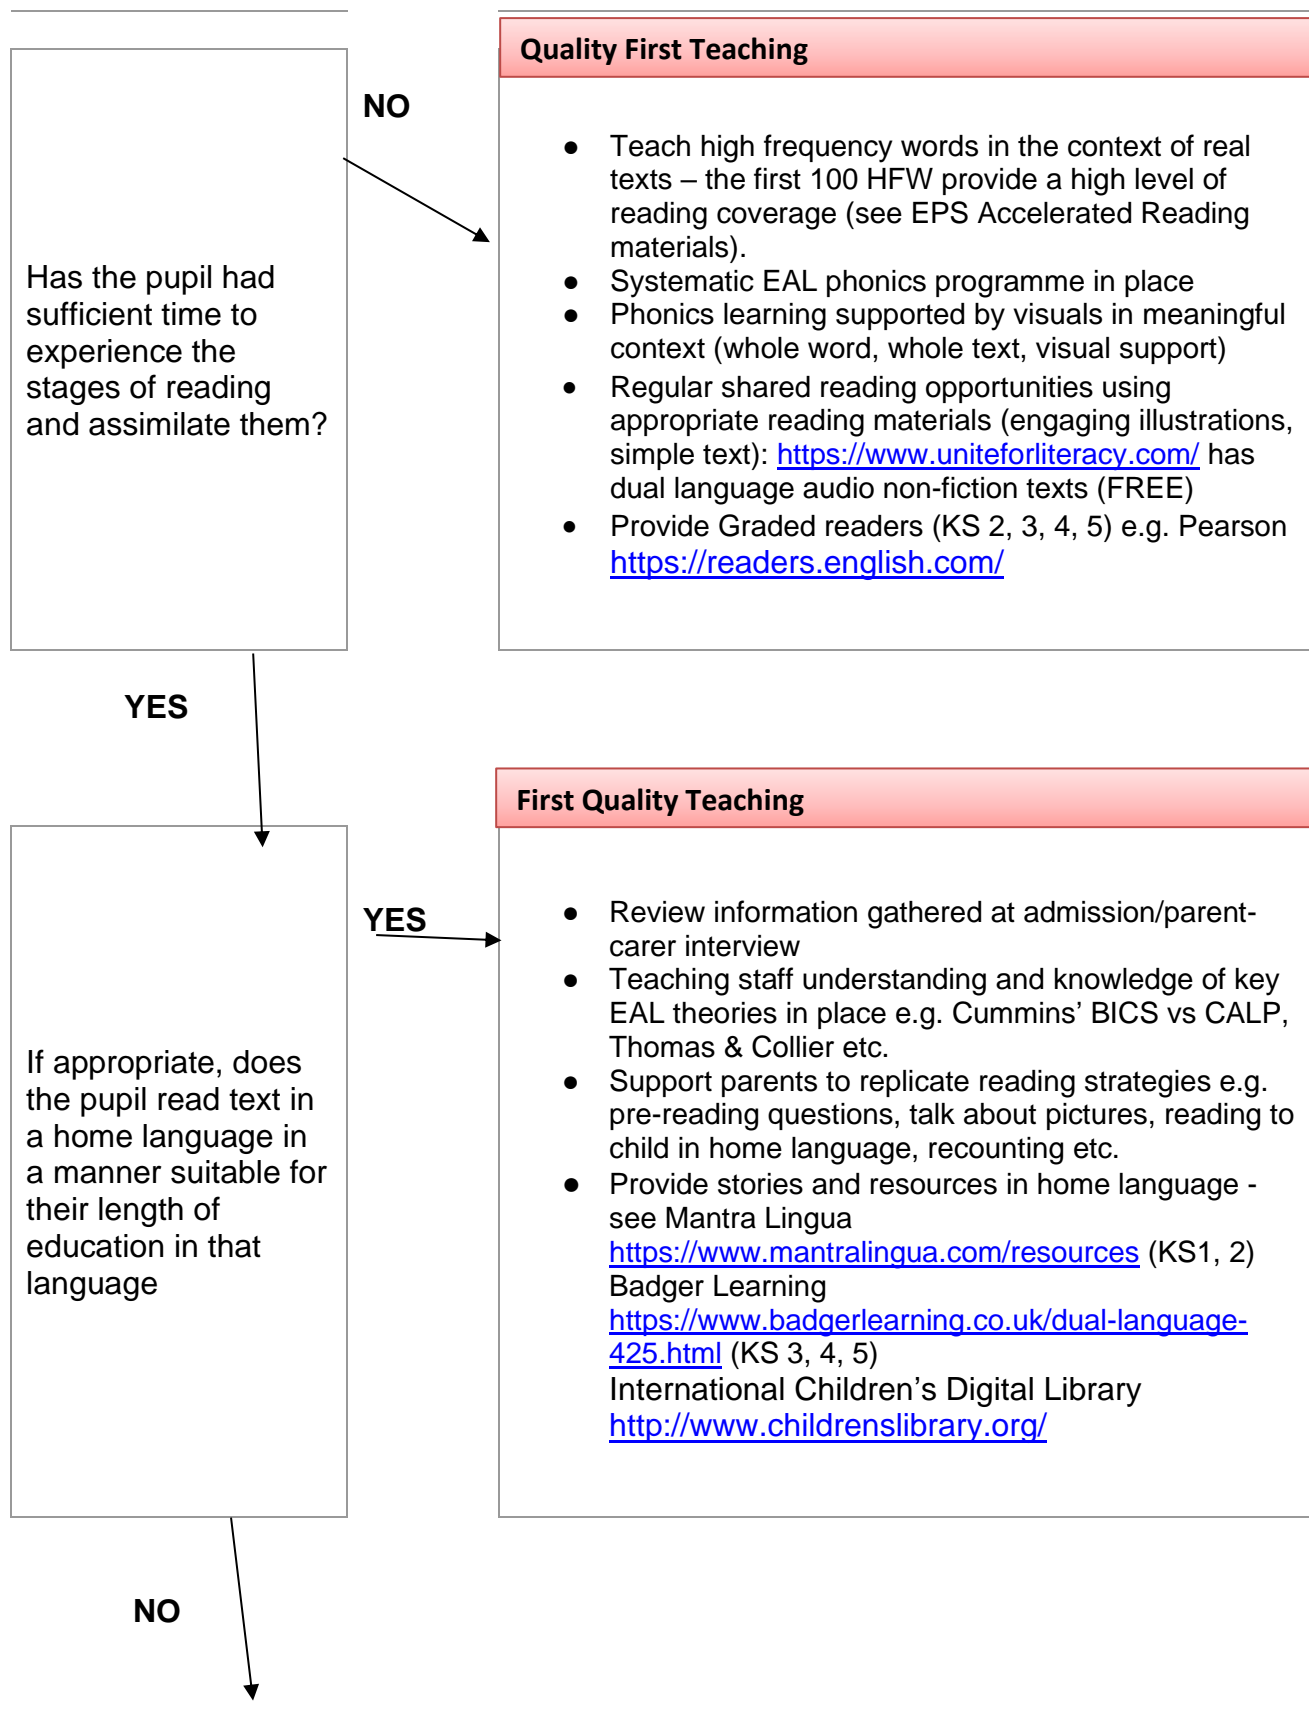 Quality First Teaching
NO
● Teach high frequency words in the context of real
texts – the first 100 HFW provide a high level of
reading coverage (see EPS Accelerated Reading
materials).
● Systematic EAL phonics programme in place
● Phonics learning supported by visuals in meaningful
context (whole word, whole text, visual support)
● Regular shared reading opportunities using
appropriate reading materials (engaging illustrations,
simple text): https://www.uniteforliteracy.com/ has
dual language audio non-fiction texts (FREE)
● Provide Graded readers (KS 2, 3, 4, 5) e.g. Pearson
https://readers.english.com/
Has the pupil had
sufficient time to
experience the
stages of reading
and assimilate them?
YES
First Quality Teaching
YES
● Review information gathered at admission/parent-
carer interview
● Teaching staff understanding and knowledge of key
EAL theories in place e.g. Cummins’ BICS vs CALP,
Thomas & Collier etc.
● Support parents to replicate reading strategies e.g.
pre-reading questions, talk about pictures, reading to
child in home language, recounting etc.
● Provide stories and resources in home language -
see Mantra Lingua
https://www.mantralingua.com/resources (KS1, 2)
Badger Learning
https://www.badgerlearning.co.uk/dual-language-
425.html (KS 3, 4, 5)
International Children’s Digital Library
http://www.childrenslibrary.org/
If appropriate, does
the pupil read text in
a home language in
a manner suitable for
their length of
education in that
language
NO